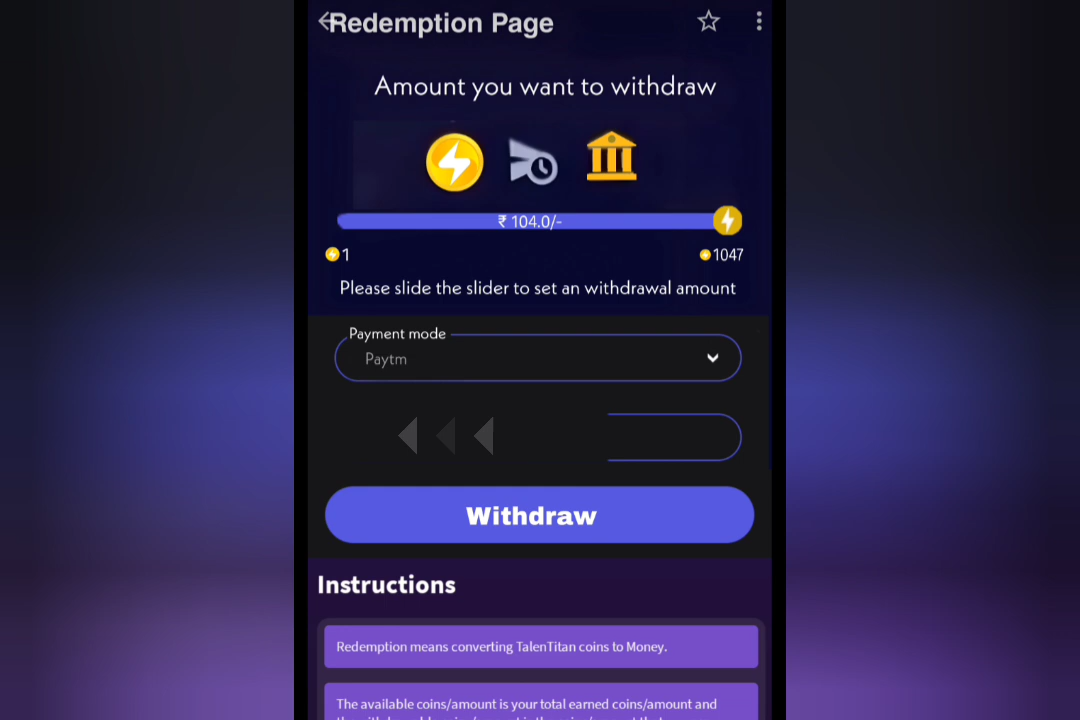 Redemption Page
Amount you want to withdraw
₹ 104.0/-
1
1047
Please slide the slider to set an withdrawal amount
Payment mode
Paytm
Withdraw
Instructions
Redemption means converting TalenTitan coins to Money.
The available coins/amount is your total earned coins/amount and